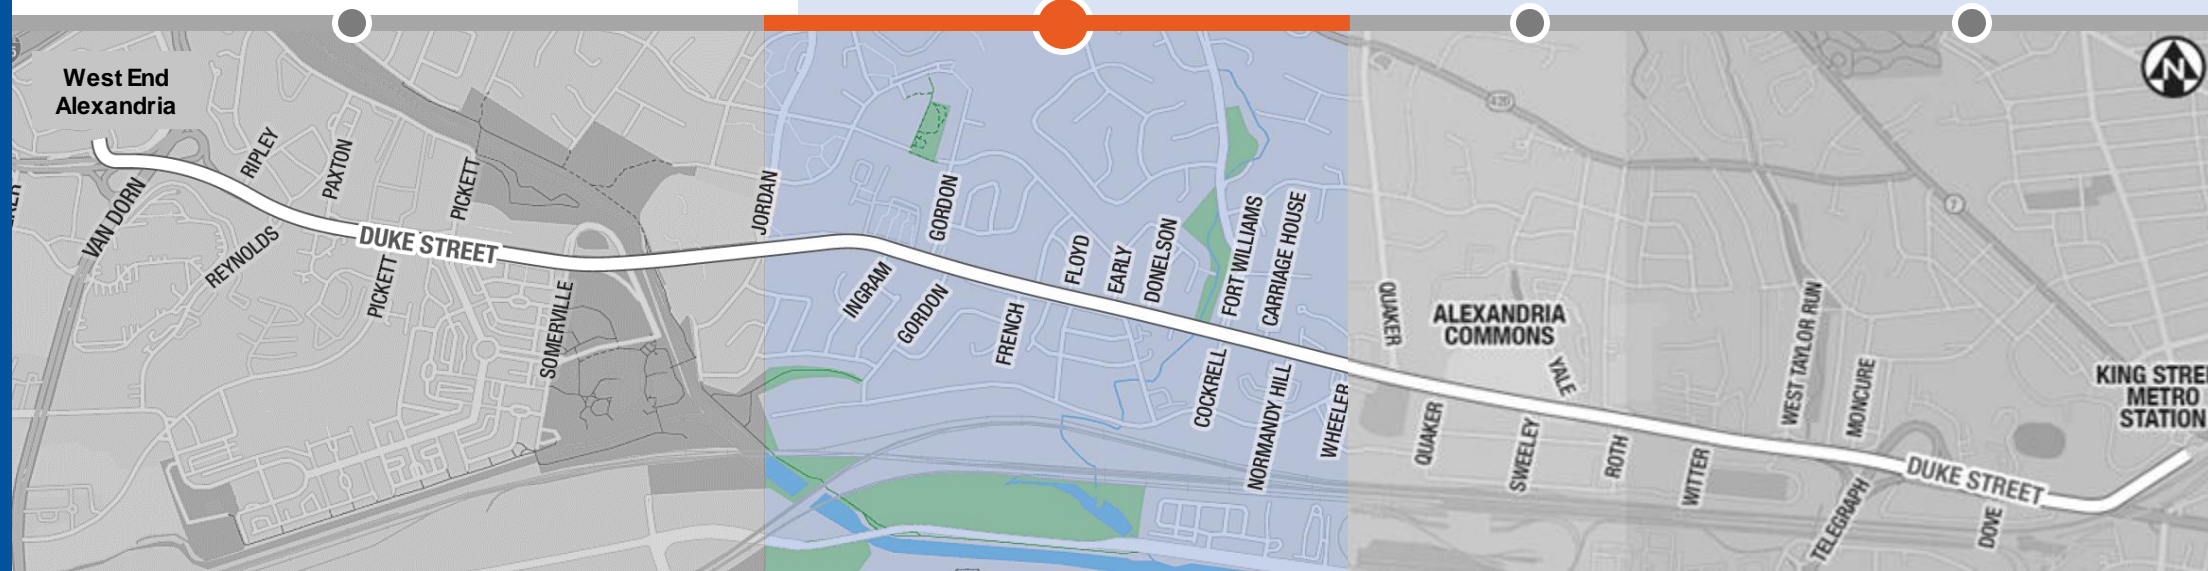 West End
Alexandria
N
420
7
VAN DORN
RIPLEY
REYNOLDS
PAXTON
PICKETT
PICKETT
DUKE STREET
SOMERVILLE
JORDAN
INGRAM
GORDON
GORDON
FRENCH
FLOYD
EARLY
DONELSON
FORT WILLIAMS
CARRIAGE HOUSE
COCKRELL
NORMANDY HILL
WHEELER
QUAKER
QUAKER
ALEXANDRIA
COMMONS
YALE
SWEELEY
ROTH
WITTER
WEST TAYLOR RUN
MONCURE
TELEGRAPH
DUKE STREET
DOVE
KING STRE
METRO
STATION